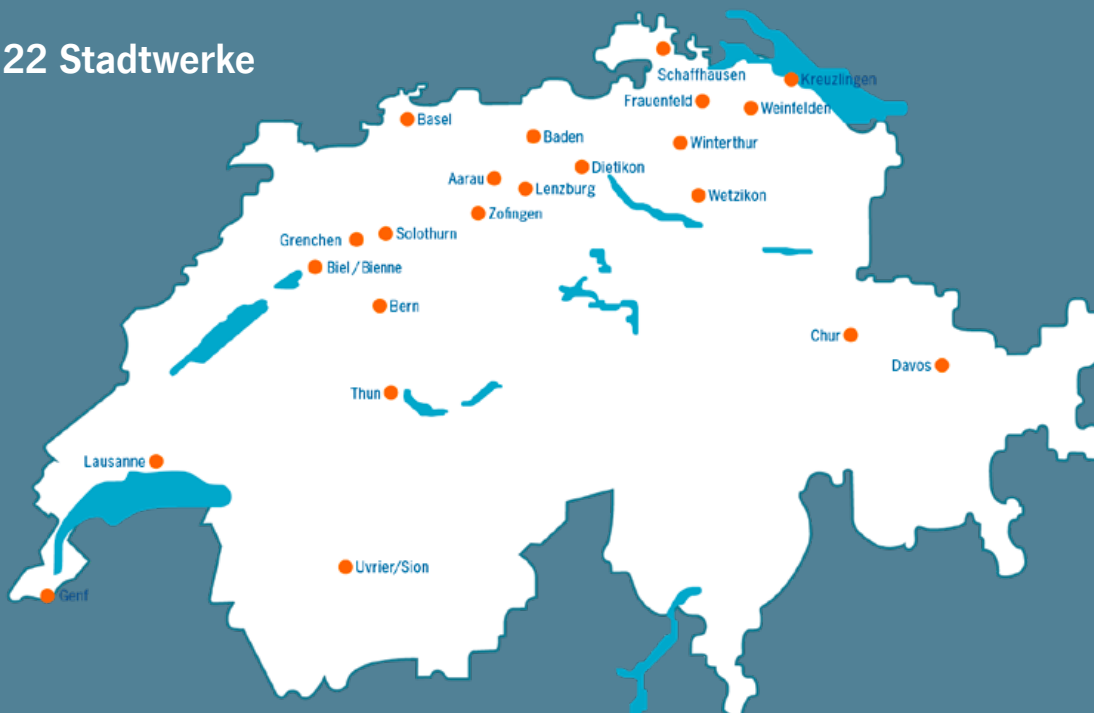 22 Stadtwerke
Schaffhausen
Kreuzlingen
Frauenfeld
Weinfelden
Basel
Baden
Winterthur
Dietikon
Aarau
Lenzburg
Wetzikon
Zofingen
Solothurn
Grenchen
Biel/Bienne
Bern
Chur
Davos
Thun
Lausanne
Uvrier/Sion
Genf